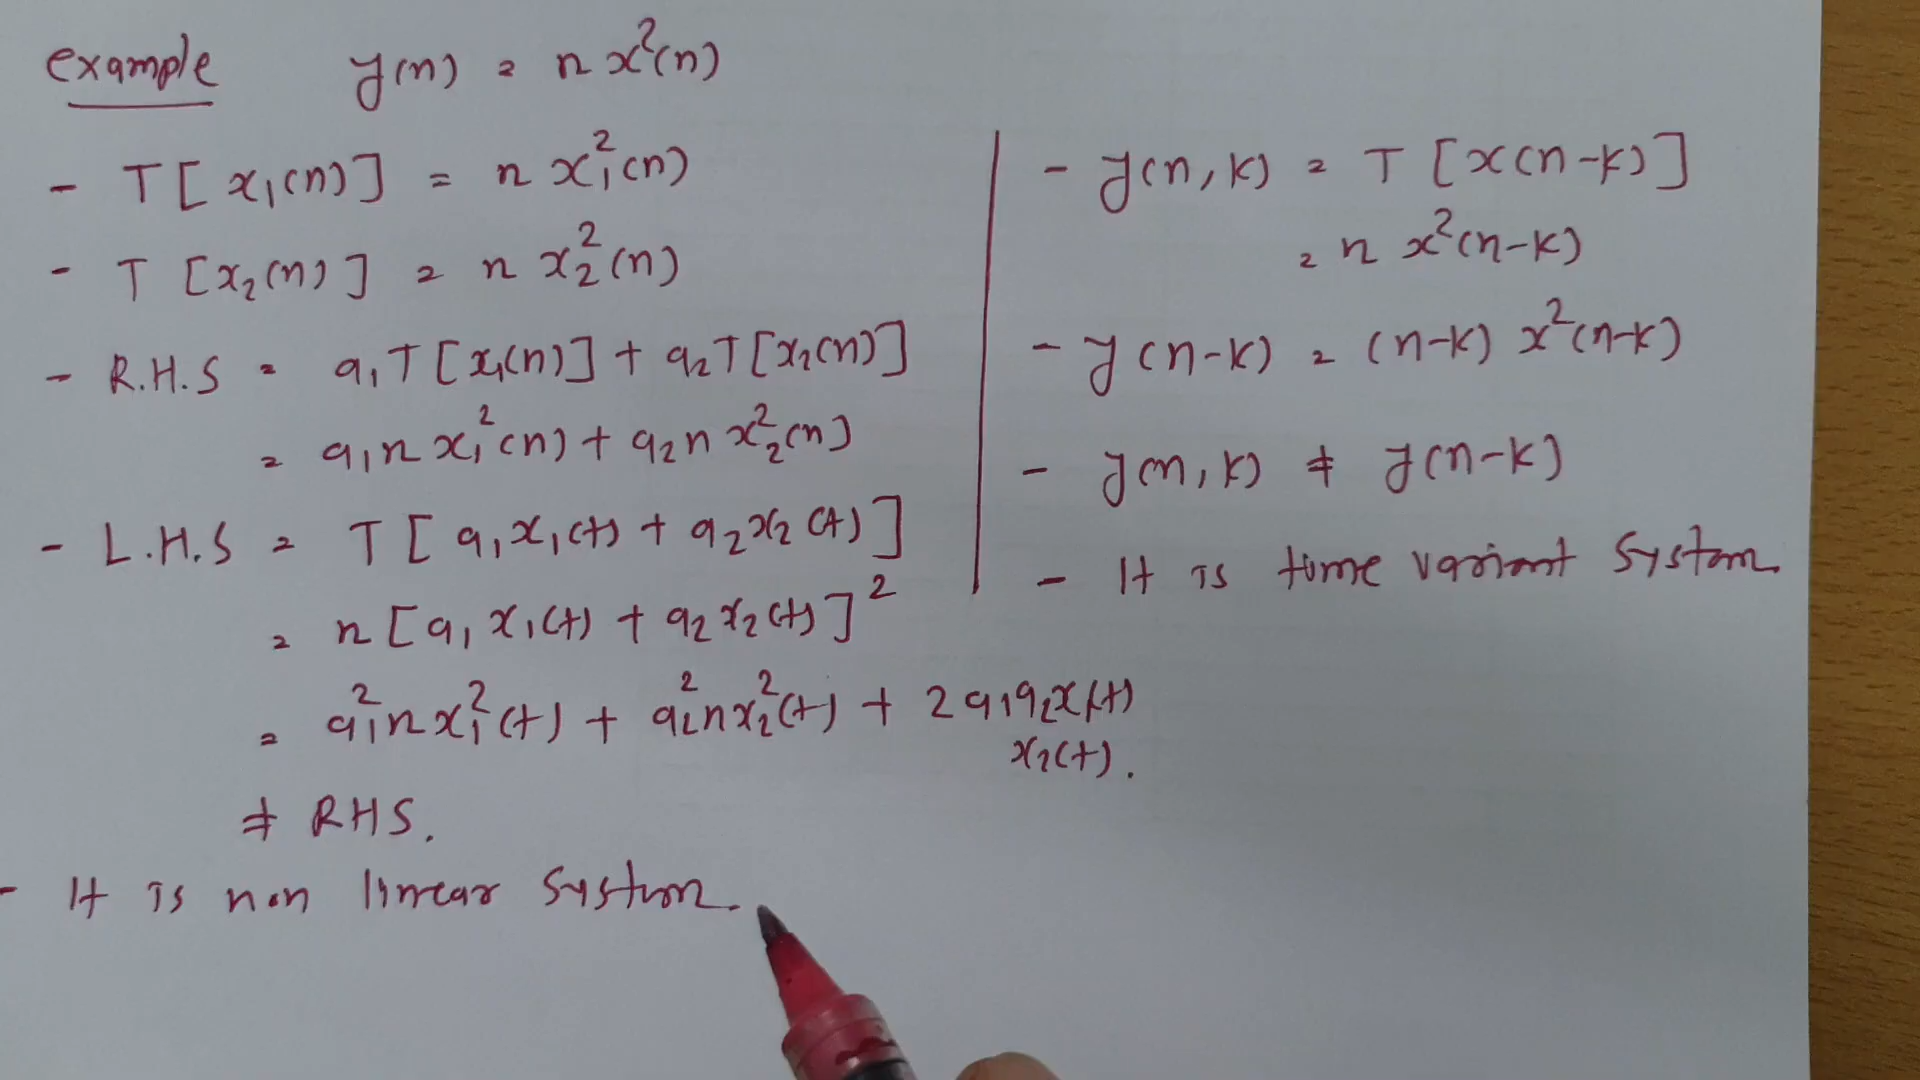 example y(n) = n x²(n)
- T[x₁(n)] = n x₁²(n)
- T[x₂(n)] = n x₂²(n)
- R.H.S = a₁T[x₁(n)] + a₂T[x₂(n)]
= a₁n x₁²(n) + a₂n x₂²(n)
- L.H.S = T[a₁x₁(t) + a₂x₂(t)]
= n[a₁x₁(t) + a₂x₂(t)]²
= a₁²n x₁²(t) + a₂²n x₂²(t) + 2a₁a₂x₁(t)
x₂(t).
≠ RHS.
- It is non linear system.
- y(n,k) = T[x(n-k)]
= n x²(n-k)
- y(n-k) = (n-k) x²(n-k)
- y(n,k) ≠ y(n-k)
- It is time variant system.